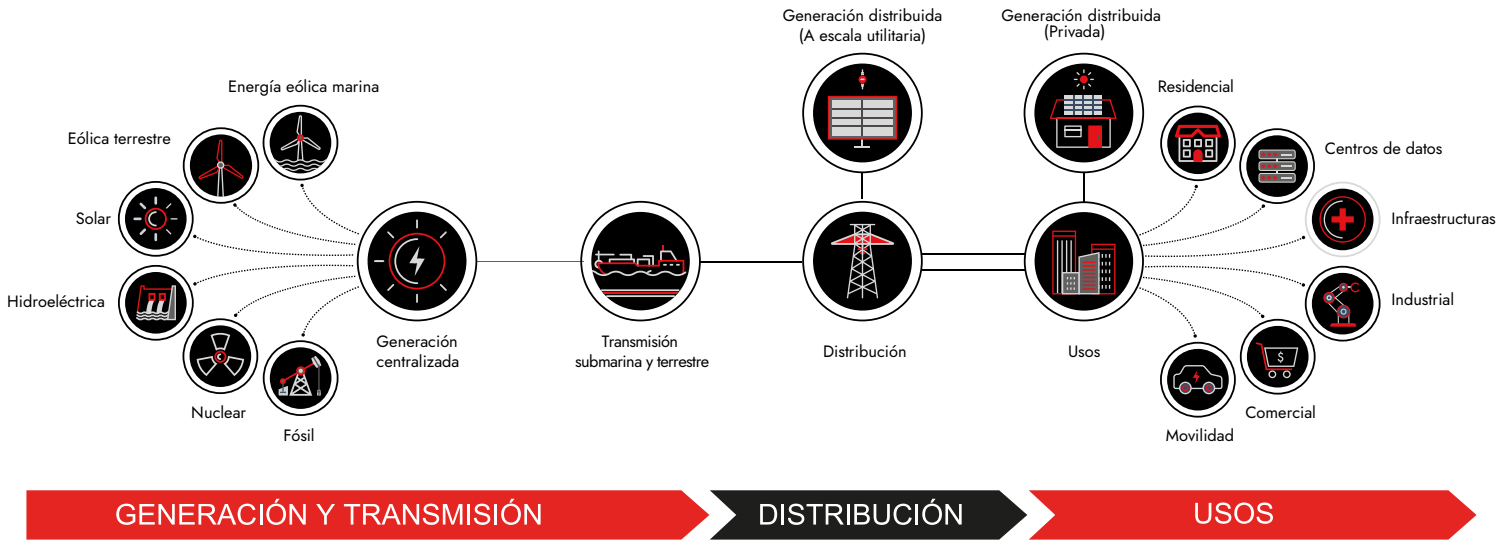 Generación distribuida
(A escala utilitaria)
Generación distribuida
(Privada)
Energía eólica marina
Residencial
Eólica terrestre
Centros de datos
Solar
Infraestructuras
Hidroeléctrica
Industrial
Generación
centralizada
Transmisión
submarina y terrestre
Distribución
Usos
$
Nuclear
Comercial
Fósil
Movilidad
GENERACIÓN Y TRANSMISIÓN
DISTRIBUCIÓN
USOS